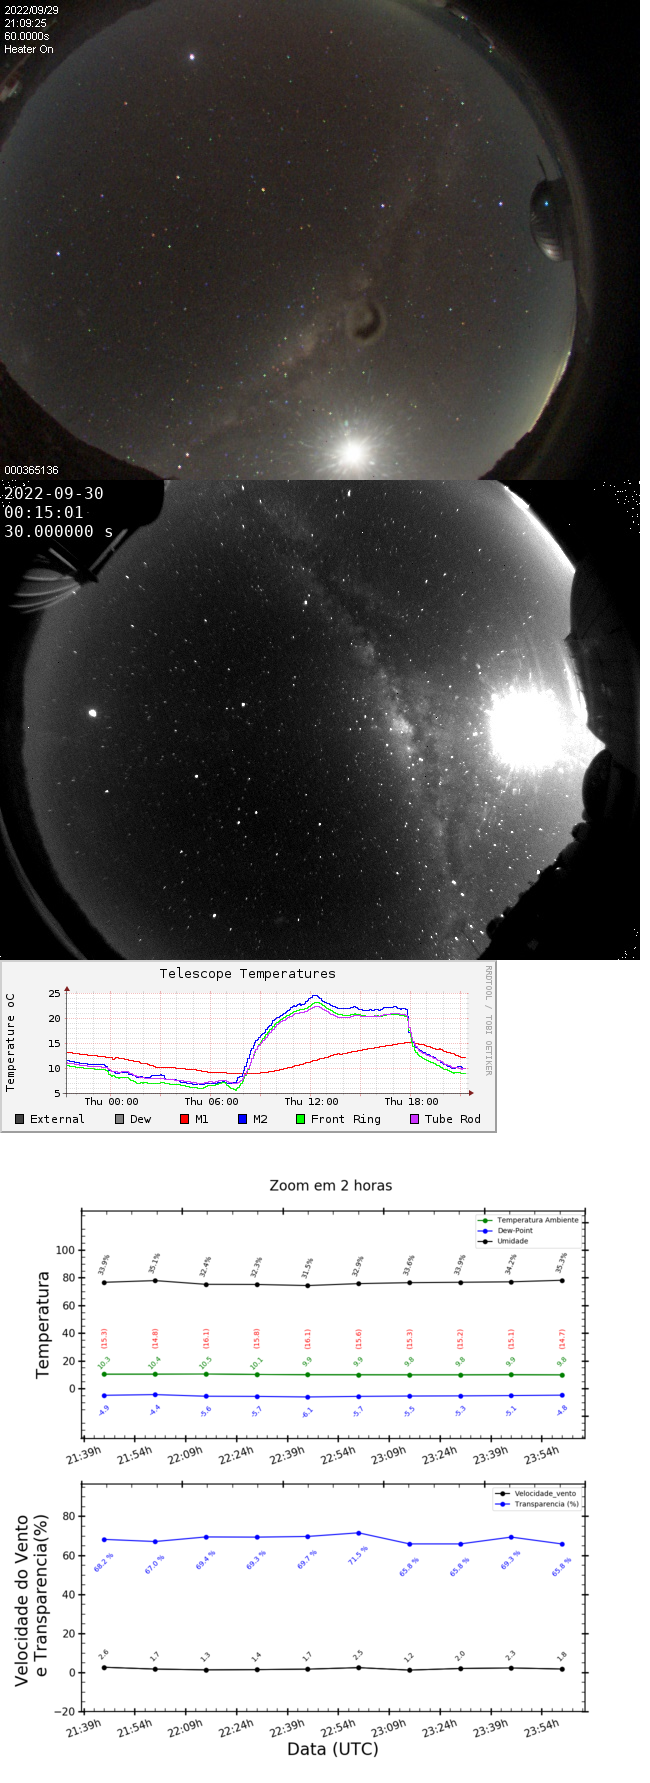 2022/09/29
21:09:25
60.0000s
Heater On
000365136
2022-09-30
00:15:01
30.000000 s
Telescope Temperatures
Temperature oC
25
20
15
10
5
Thu 00:00 Thu 06:00 Thu 12:00 Thu 18:00
External Dew M1 M2 Front Ring Tube Rod
RRDTOOL / TOBI OETIKER
Zoom em 2 horas
Temperatura Ambiente
Dew-Point
Umidade
Temperatura
100
80
60
40
20
0
33.9% 35.1% 32.4% 32.3% 31.5% 32.9% 33.6% 33.9% 34.2% 35.3%
(15.3) (14.8) (16.1) (15.8) (16.1) (15.6) (15.3) (15.2) (15.1) (14.7)
10.3 10.4 10.5 10.1 9.9 9.9 9.8 9.8 9.9 9.8
-4.9 -4.4 -5.6 -5.7 -6.1 -5.7 -5.5 -5.3 -5.1 -4.8
21:39h 21:54h 22:09h 22:24h 22:39h 22:54h 23:09h 23:24h 23:39h 23:54h
Velocidade_vento
Transparencia (%)
Velocidade do Vento
e Transparencia(%)
80
60
40
20
0
−20
68.2 % 67.0 % 69.4 % 69.3 % 69.7 % 71.5 % 65.8 % 65.8 % 69.3 % 65.8 %
2.6 1.7 1.3 1.4 1.7 2.5 1.2 2.0 2.3 1.8
21:39h 21:54h 22:09h 22:24h 22:39h 22:54h 23:09h 23:24h 23:39h 23:54h
Data (UTC)